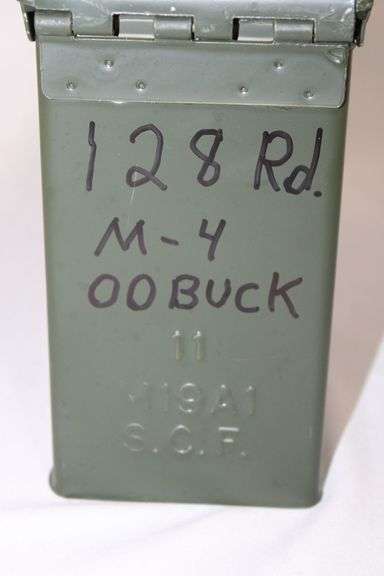 128 Rd.
M-4
00 BUCK
11
M19A1
S.C.F.